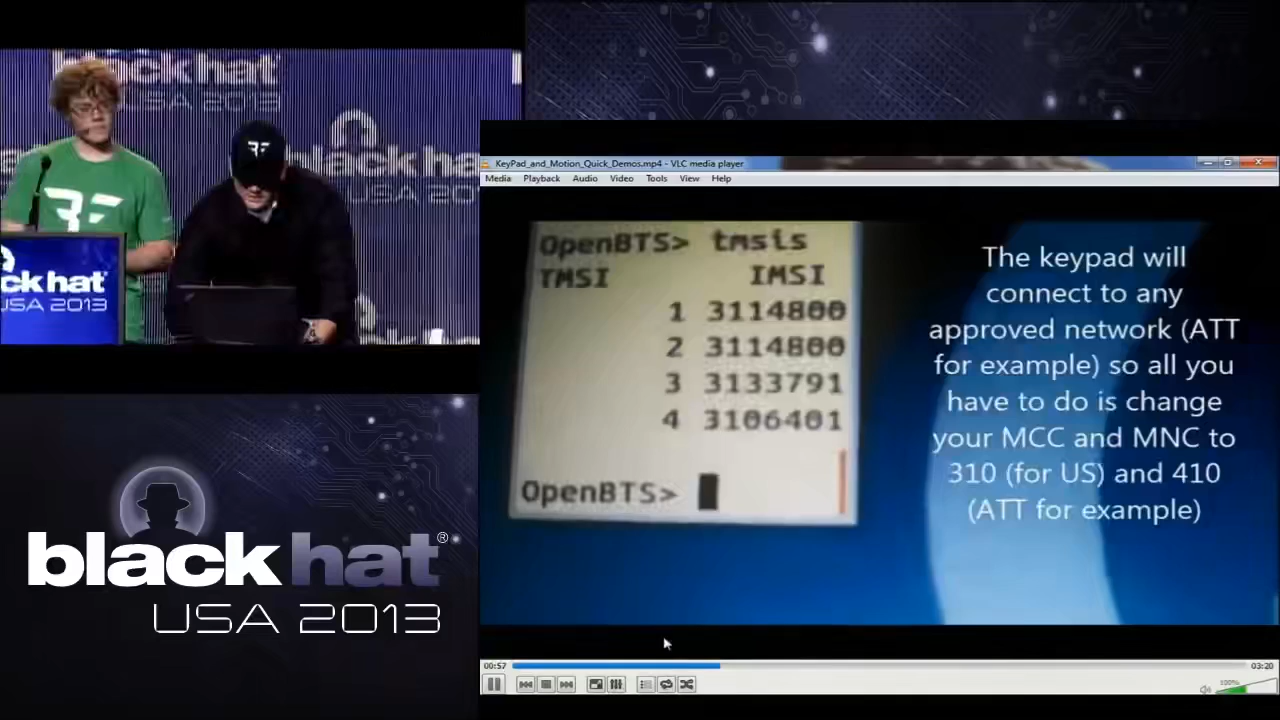 black hat
USA 2013
black hat
USA 2013
ck hat
USA 2013
black hat®
USA 2013
KeyPad_and_Motion_Quick_Demos.mp4 - VLC media player
Media Playback Audio Video Tools View Help
OpenBTS> tmsis
TMSI IMSI
1 3114800
2 3114800
3 3133791
4 3106401
OpenBTS>
The keypad will
connect to any
approved network (ATT
for example) so all you
have to do is change
your MCC and MNC to
310 (for US) and 410
(ATT for example)
00:57
03:20
100%